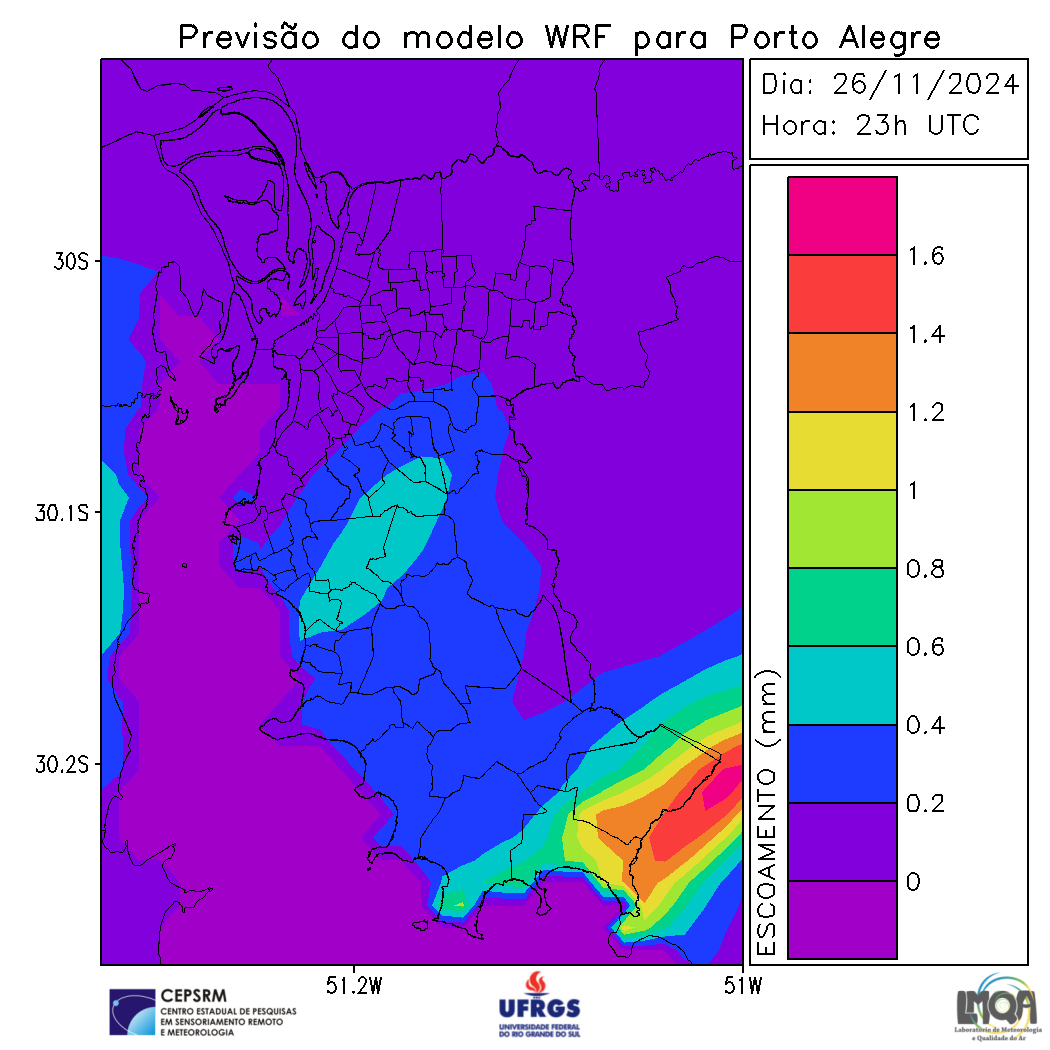 Previsão do modelo WRF para Porto Alegre
Dia: 26/11/2024
Hora: 23h UTC
30S
30.1S
30.2S
51.2W
51W
ESCOAMENTO (mm)
1.6
1.4
1.2
1
0.8
0.6
0.4
0.2
0
CEPSRM
CENTRO ESTADUAL DE PESQUISAS
EM SENSORIAMENTO REMOTO
E METEOROLOGIA
UFRGS
UNIVERSIDADE FEDERAL
DO RIO GRANDE DO SUL
LMQA
Laboratório de Meteorologia
e Qualidade do Ar